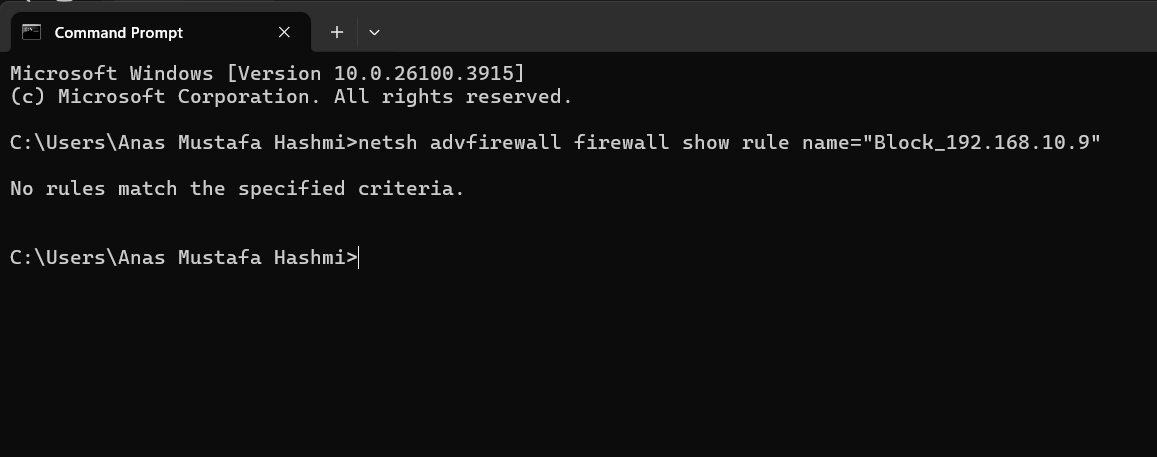 Command Prompt
Microsoft Windows [Version 10.0.26100.3915]
(c) Microsoft Corporation. All rights reserved.
C:\Users\Anas Mustafa Hashmi>netsh advfirewall firewall show rule name="Block_192.168.10.9"
No rules match the specified criteria.
C:\Users\Anas Mustafa Hashmi>